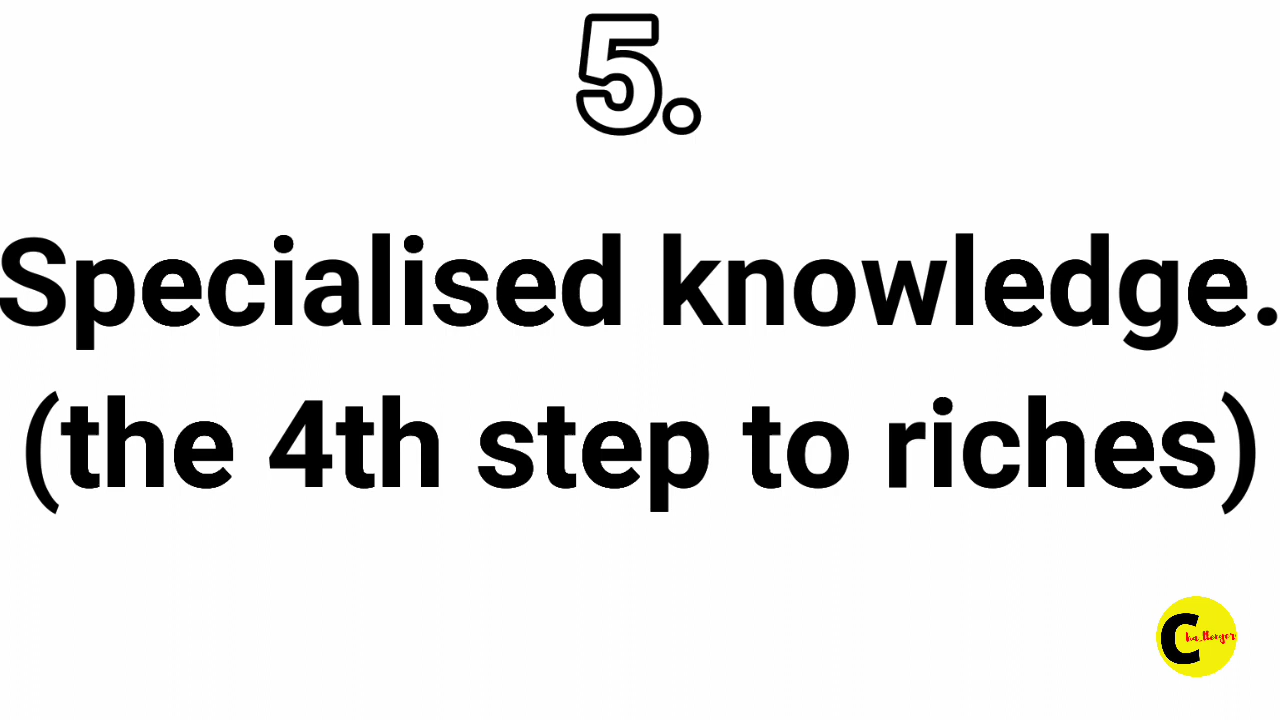 5.
Specialised knowledge.
(the 4th step to riches)
C